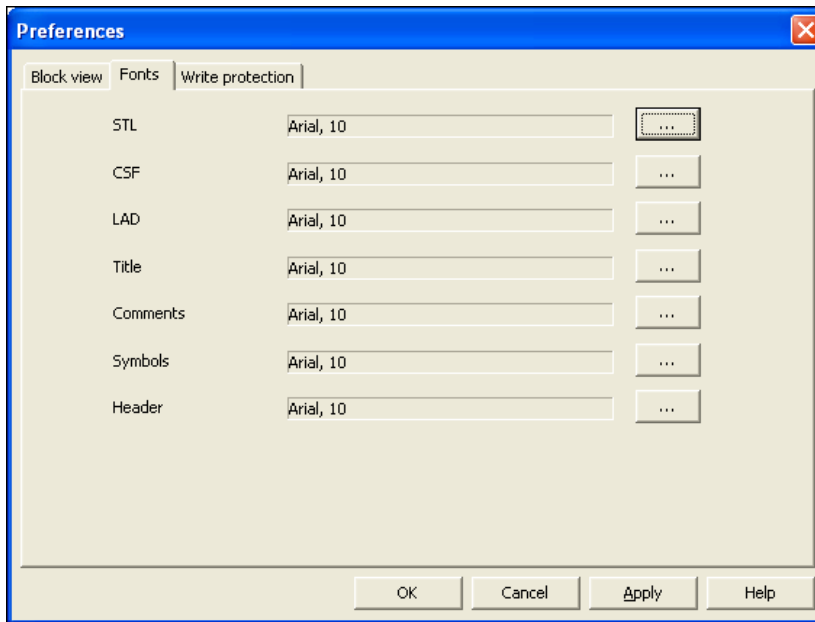 Preferences
Block view Fonts Write protection
STL Arial, 10 ...
CSF Arial, 10 ...
LAD Arial, 10 ...
Title Arial, 10 ...
Comments Arial, 10 ...
Symbols Arial, 10 ...
Header Arial, 10 ...
OK Cancel Apply Help